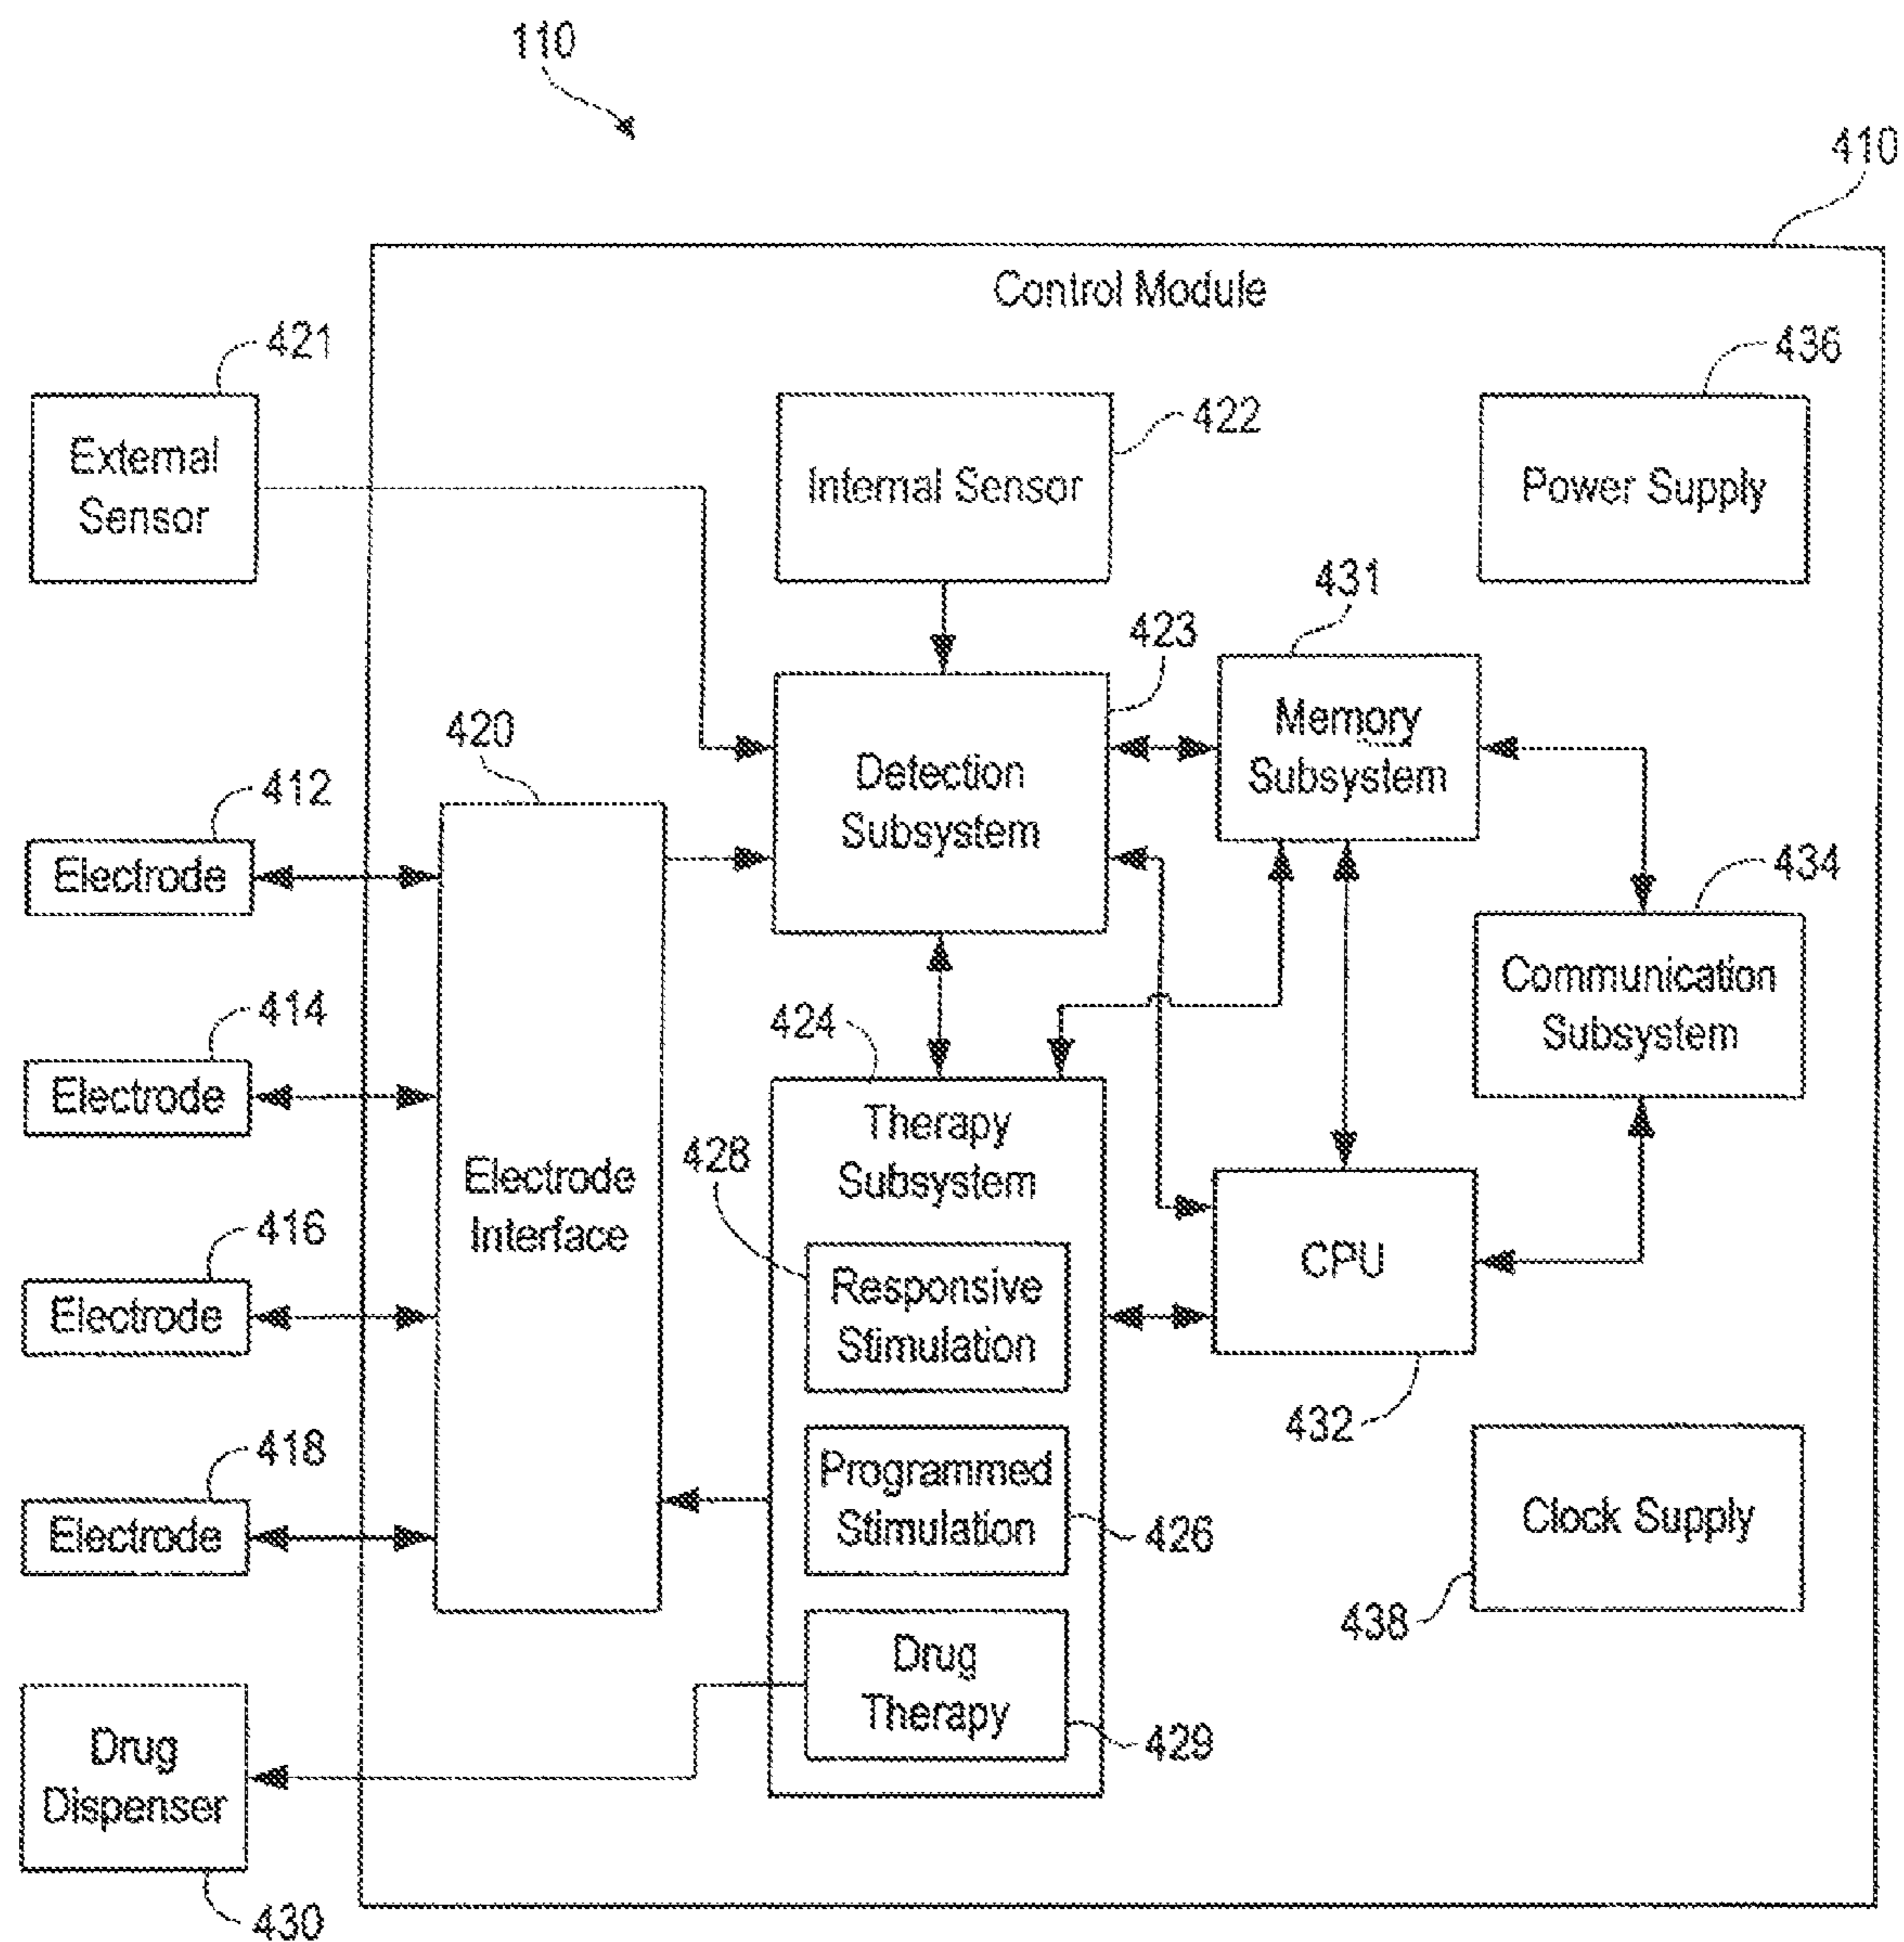 110
410
Control Module
421
External
Sensor
422
Internal Sensor
436
Power Supply
423
Detection
Subsystem
431
Memory
Subsystem
420
Electrode
Interface
412
Electrode
414
Electrode
416
Electrode
418
Electrode
434
Communication
Subsystem
424
Therapy
Subsystem
428
Responsive
Stimulation
Programmed
Stimulation
426
Drug
Therapy
429
CPU
432
Clock Supply
438
Drug
Dispenser
430